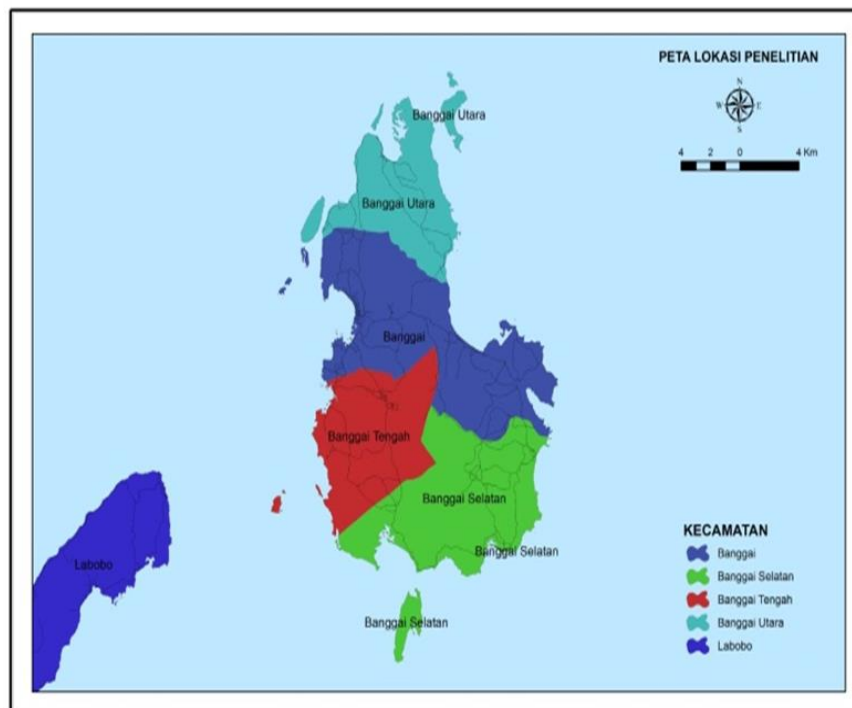 PETA LOKASI PENELITIAN
N
W E
S
4 2 0 4 Km
Banggai Utara
Banggai Utara
Banggai
Banggai Tengah
Banggai Selatan
Banggai Selatan
Labobo
Banggai Selatan
KECAMATAN
Banggai
Banggai Selatan
Banggai Tengah
Banggai Utara
Labobo